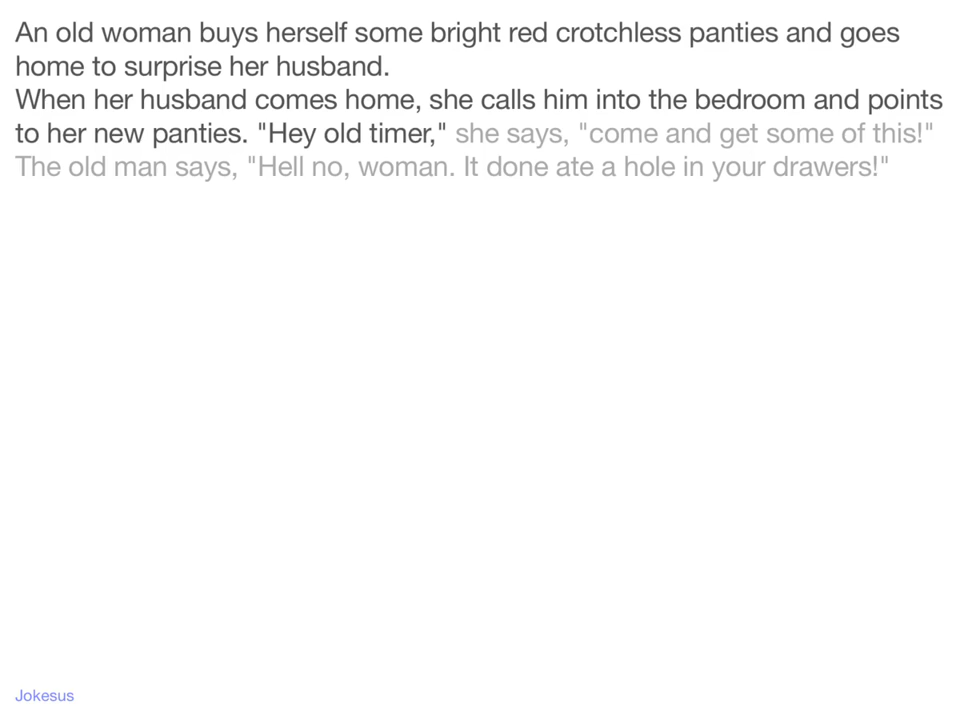 An old woman buys herself some bright red crotchless panties and goes
home to surprise her husband.
When her husband comes home, she calls him into the bedroom and points
to her new panties. "Hey old timer," she says, "come and get some of this!"
The old man says, "Hell no, woman. It done ate a hole in your drawers!"
Jokesus